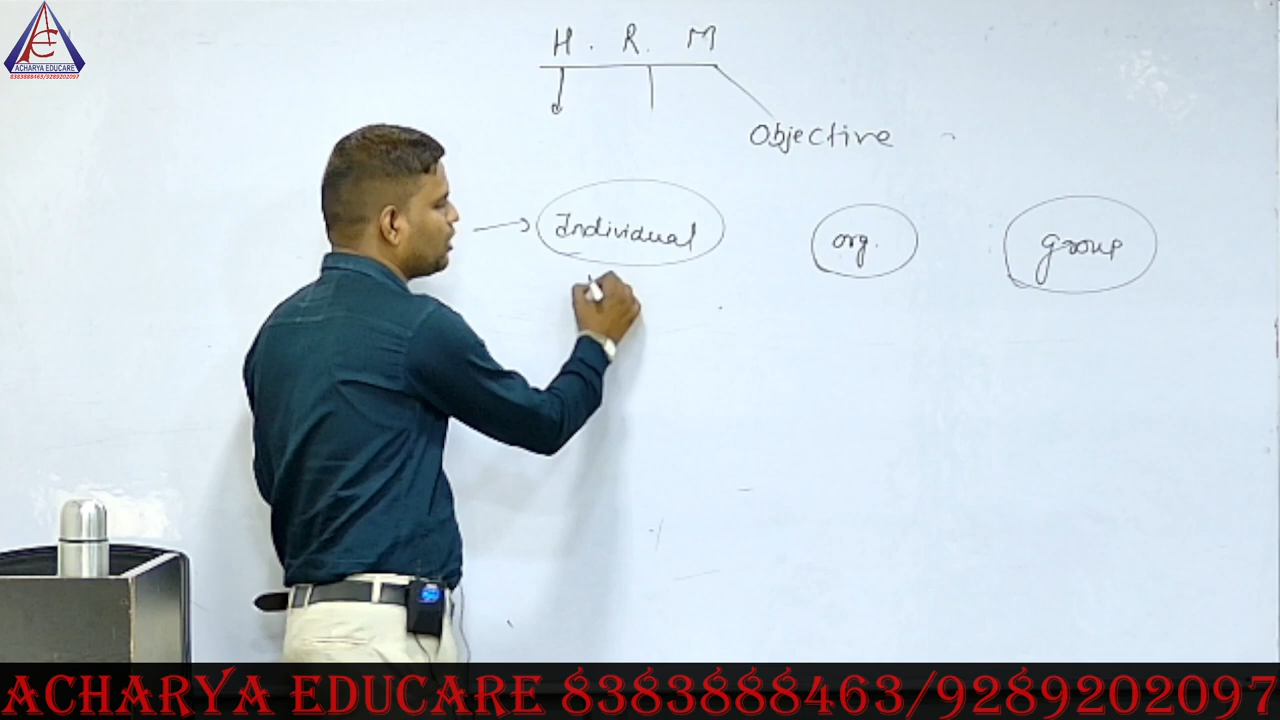 ACHARYA EDUCARE
8383888463/9289202097
H. R. M
Objective
Individual
org.
group
ACHARYA EDUCARE 8383888463/9289202097